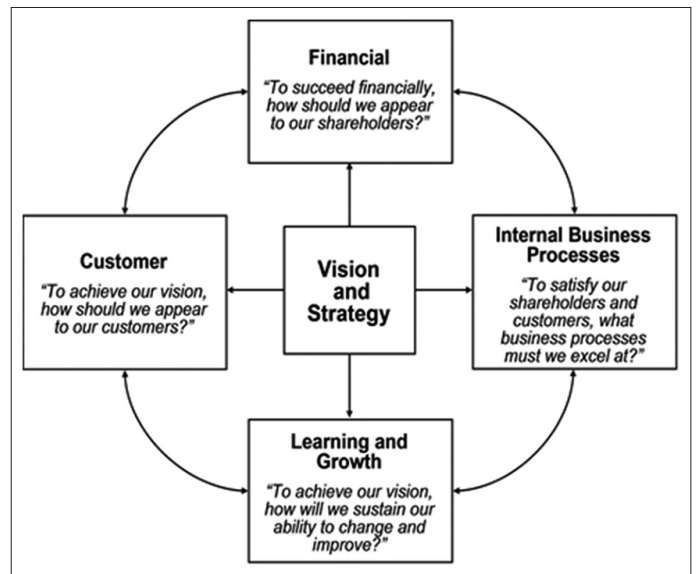 Financial
“To succeed financially,
how should we appear
to our shareholders?”
Customer
“To achieve our vision,
how should we appear
to our customers?”
Vision
and
Strategy
Internal Business
Processes
“To satisfy our
shareholders and
customers, what
business processes
must we excel at?”
Learning and
Growth
“To achieve our vision,
how will we sustain our
ability to change and
improve?”